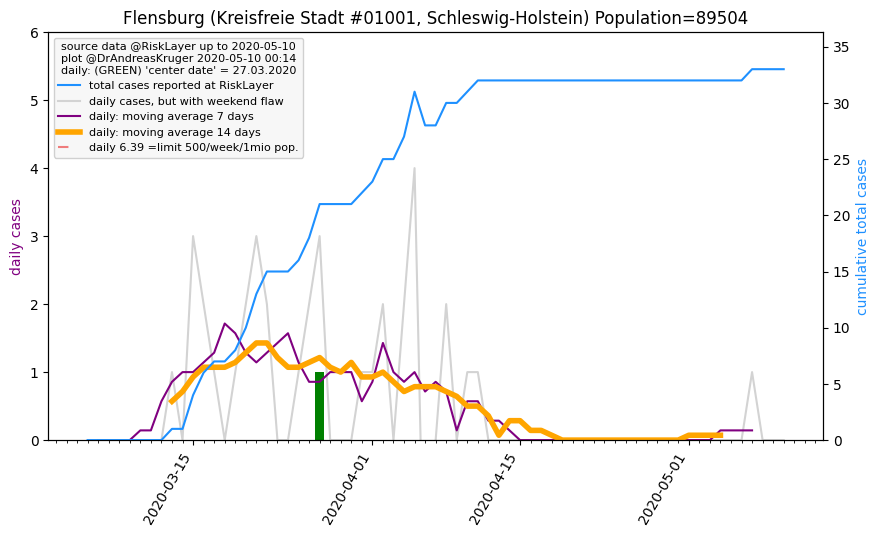 Flensburg (Kreisfreie Stadt #01001, Schleswig-Holstein) Population=89504
source data @RiskLayer up to 2020-05-10
plot @DrAndreasKruger 2020-05-10 00:14
daily: (GREEN) 'center date' = 27.03.2020
total cases reported at RiskLayer
daily cases, but with weekend flaw
daily: moving average 7 days
daily: moving average 14 days
daily 6.39 =limit 500/week/1mio pop.
daily cases
6
5
4
3
2
1
0
cumulative total cases
35
30
25
20
15
10
5
0
2020-03-15
2020-04-01
2020-04-15
2020-05-01